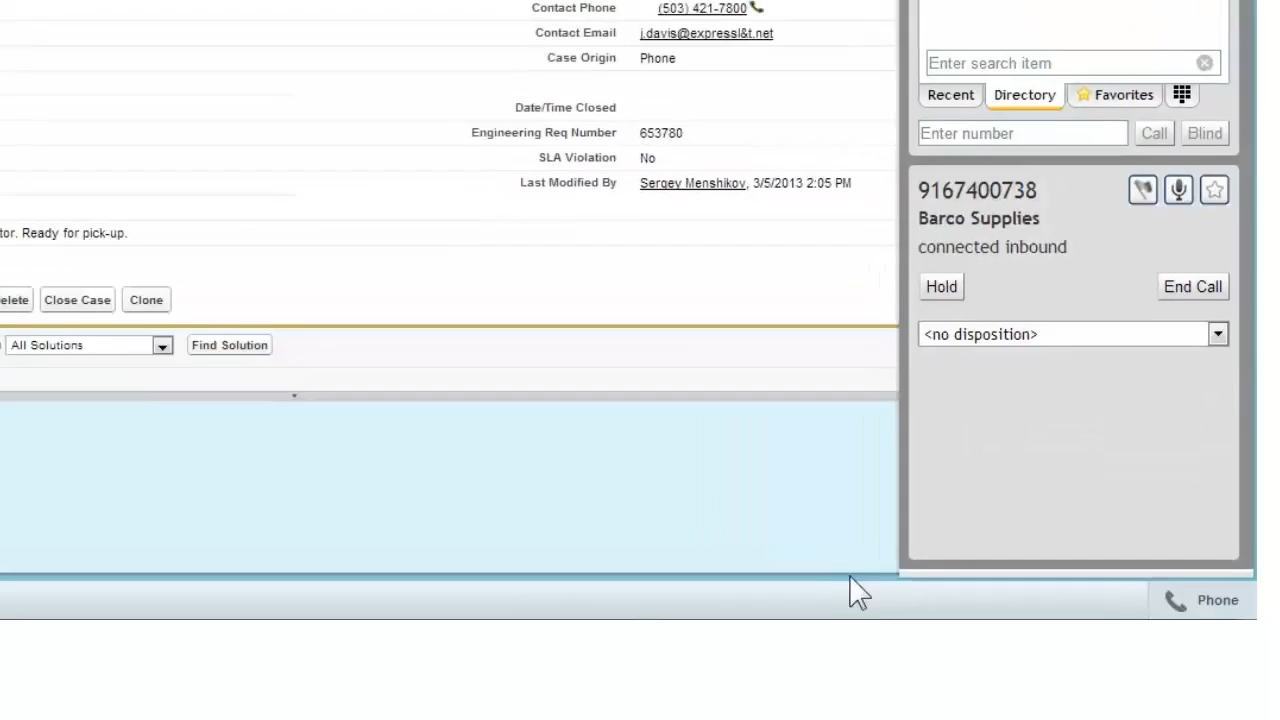 Contact Phone (503) 421-7800
Contact Email j.davis@expressl&t.net
Case Origin Phone
Date/Time Closed
Engineering Req Number 653780
SLA Violation No
Last Modified By Sergey Menshikov, 3/5/2013 2:05 PM
tor. Ready for pick-up.
elete Close Case Clone
All Solutions Find Solution
Enter search item
Recent Directory Favorites
Enter number Call Blind
9167400738
Barco Supplies
connected inbound
Hold End Call
<no disposition>
Phone